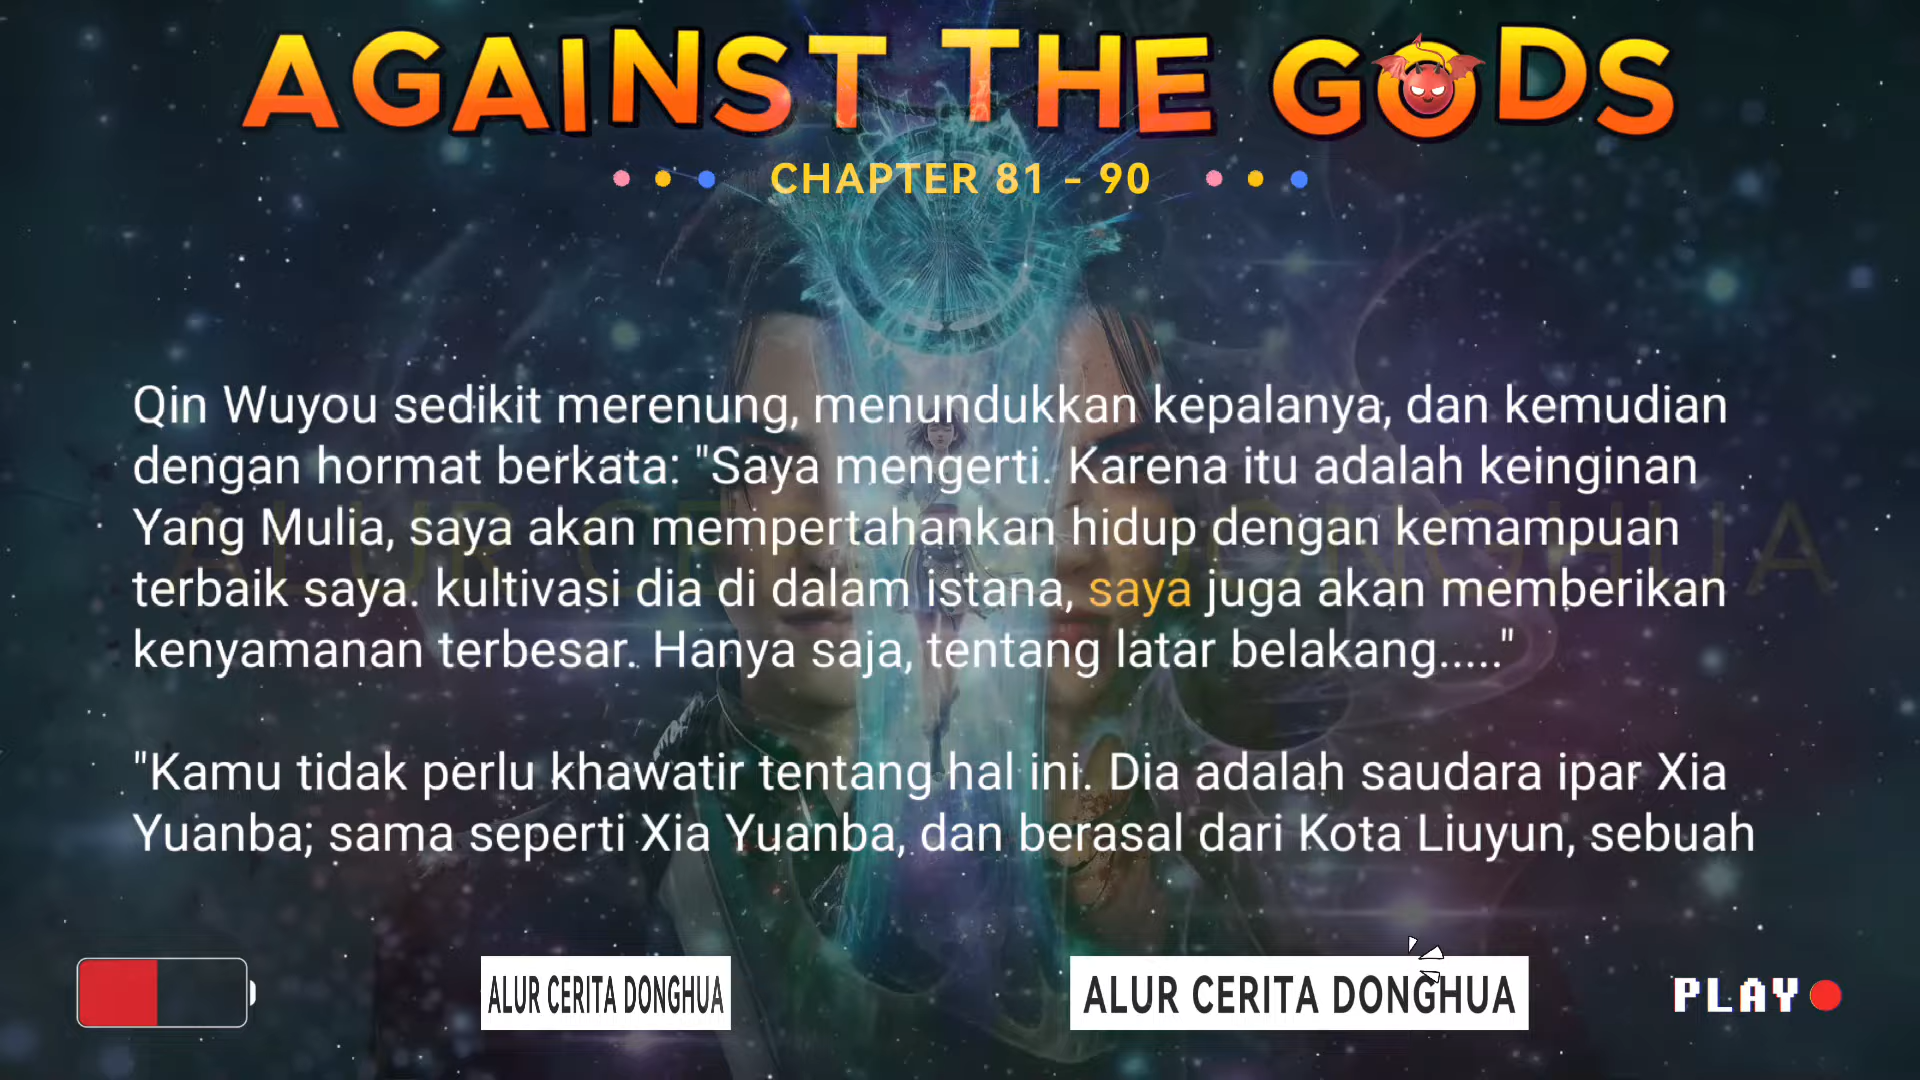 AGAINST THE GODS
CHAPTER 81 - 90
Qin Wuyou sedikit merenung, menundukkan kepalanya, dan kemudian
dengan hormat berkata: "Saya mengerti. Karena itu adalah keinginan
Yang Mulia, saya akan mempertahankan hidup dengan kemampuan
terbaik saya. kultivasi dia di dalam istana, saya juga akan memberikan
kenyamanan terbesar. Hanya saja, tentang latar belakang....."
"Kamu tidak perlu khawatir tentang hal ini. Dia adalah saudara ipar Xia
Yuanba; sama seperti Xia Yuanba, dan berasal dari Kota Liuyun, sebuah
ALUR CERITA DONGHUA
ALUR CERITA DONGHUA
ALUR CERITA DONGHUA
PLAY